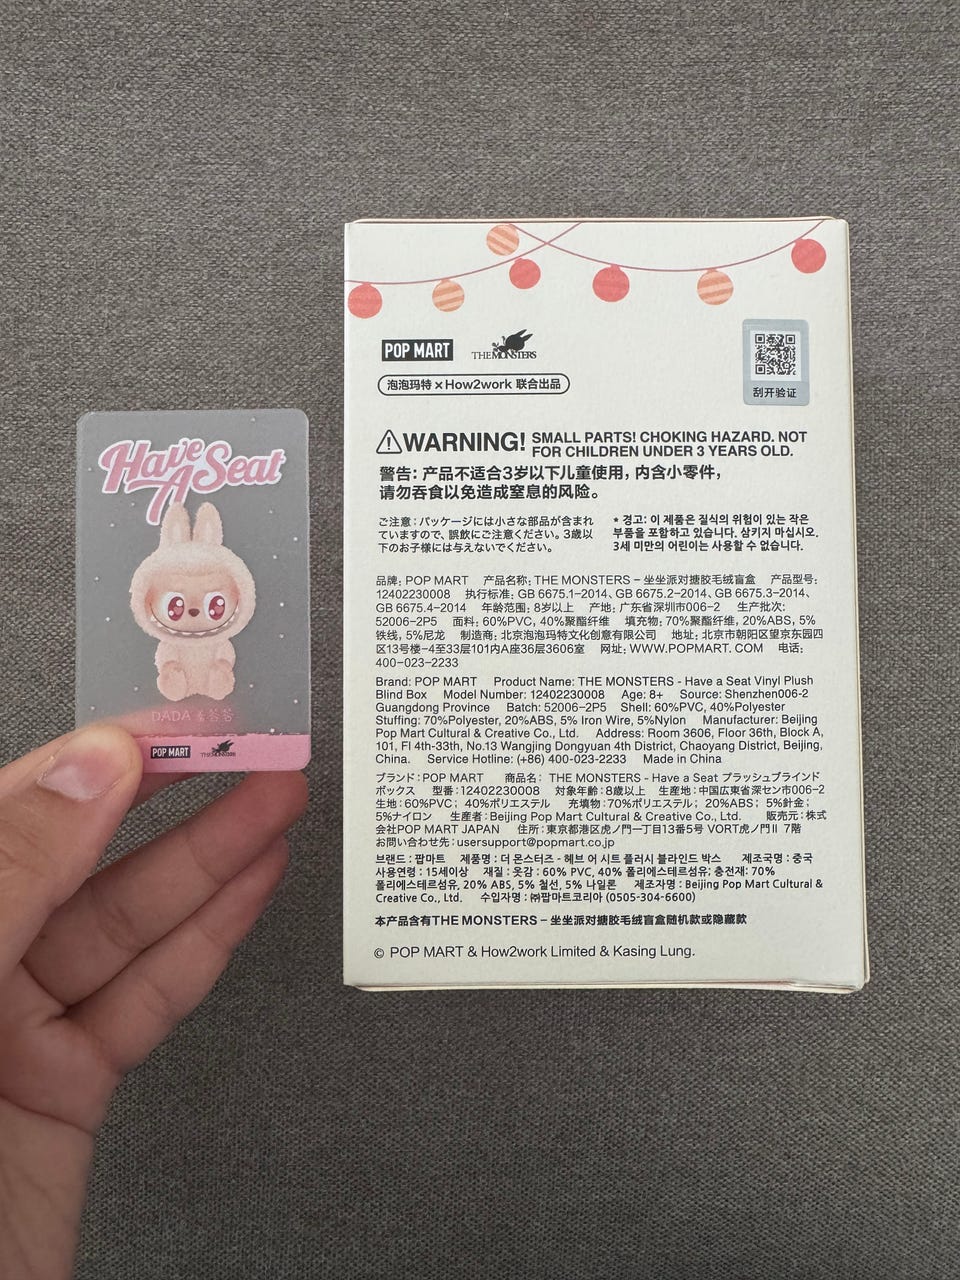 Have
A Seat
DADA
POP MART THE MONSTERS
POP MART THE MONSTERS
泡泡玛特 × How2work 联合出品
刮开验证
WARNING! SMALL PARTS! CHOKING HAZARD. NOT
FOR CHILDREN UNDER 3 YEARS OLD.
警告: 产品不适合3岁以下儿童使用, 内含小零件,
请勿吞食以免造成窒息的风险。
ご注意：パッケージには小さな部品が含まれ
ていますので、誤飲にご注意ください。3歳以
下のお子様には与えないでください。
* 경고: 이 제품은 질식의 위험이 있는 작은
부품을 포함하고 있습니다. 삼키지 마십시오.
3세 미만의 어린이는 사용할 수 없습니다.
品牌: POP MART 产品名称: THE MONSTERS – 坐坐派对搪胶毛绒盲盒 产品型号:
12402230008 执行标准: GB 6675.1–2014、GB 6675.2–2014、GB 6675.3–2014、
GB 6675.4–2014 年龄范围: 8岁以上 产地: 广东省深圳市006–2 生产批次:
52006-2P5 面料: 60%PVC, 40%聚酯纤维 填充物: 70%聚酯纤维, 20%ABS, 5%
铁线, 5%尼龙 制造商: 北京泡泡玛特文化创意有限公司 地址: 北京市朝阳区望京东园四
区13号楼–4至33层101内A座36层3606室 网址: WWW.POPMART. COM 电话:
400-023-2233
Brand: POP MART Product Name: THE MONSTERS - Have a Seat Vinyl Plush
Blind Box Model Number: 12402230008 Age: 8+ Source: Shenzhen006-2
Guangdong Province Batch: 52006-2P5 Shell: 60%PVC, 40%Polyester
Stuffing: 70%Polyester, 20%ABS, 5% Iron Wire, 5%Nylon Manufacturer: Beijing
Pop Mart Cultural & Creative Co., Ltd. Address: Room 3606, Floor 36th, Block A,
101, Fl 4th-33th, No.13 Wangjing Dongyuan 4th District, Chaoyang District, Beijing,
China. Service Hotline: (+86) 400-023-2233 Made in China
ブランド：POP MART 商品名： THE MONSTERS - Have a Seat プラッシュブラインド
ボックス 型番：12402230008 対象年齢：8歳以上 生産地：中国広東省深セン市006−2
生地：60%PVC；40%ポリエステル 充填物：70%ポリエステル；20%ABS；5%針金；
5%ナイロン 生産者：Beijing Pop Mart Cultural & Creative Co., Ltd. 販売元：株式
会社POP MART JAPAN 住所：東京都港区虎ノ門一丁目13番5号 VORT虎ノ門II 7階
お問い合わせ先：usersupport@popmart.co.jp
브랜드 : 팝마트 제품명 : 더 몬스터즈 - 헤브 어 시트 플러시 블라인드 박스 제조국명 : 중국
사용연령 : 15세이상 재질 : 옷감 : 60% PVC, 40% 폴리에스테르섬유; 충전재: 70%
폴리에스테르섬유, 20% ABS, 5% 철선, 5% 나일론 제조자명 : Beijing Pop Mart Cultural &
Creative Co., Ltd. 수입자명 : ㈜팝마트코리아 (0505-304-6600)
本产品含有THE MONSTERS – 坐坐派对搪胶毛绒盲盒随机款或隐藏款
© POP MART & How2work Limited & Kasing Lung.